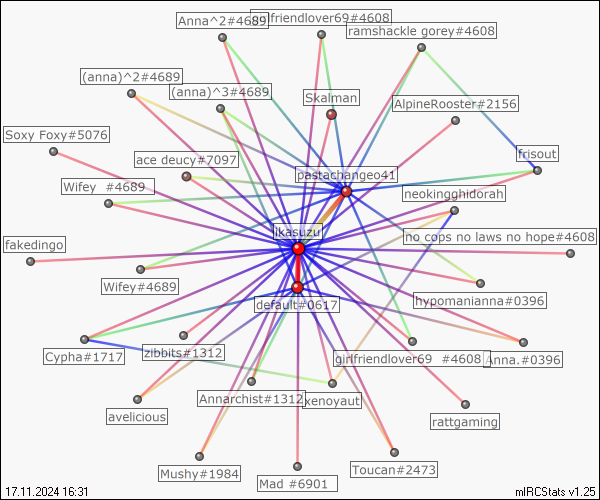 Anna^2#4689
girlfriendlover69#4608
ramshackle gorey#4608
(anna)^2#4689
(anna)^3#4689
Skalman
AlpineRooster#2156
Soxy Foxy#5076
ace deucy#7097
frisout
pastachangeo41
Wifey  #4689
neokingghidorah
ikasuzu
no cops no laws no hope#4608
fakedingo
Wifey#4689
hypomanianna#0396
default#0617
Cypha#1717
zibbits#1312
girlfriendlover69  #4608
Anna.#0396
Annarchist#1312
xenoyaut
avelicious
rattgaming
Mushy#1984
Toucan#2473
Mad #6901
17.11.2024 16:31
mIRCStats v1.25